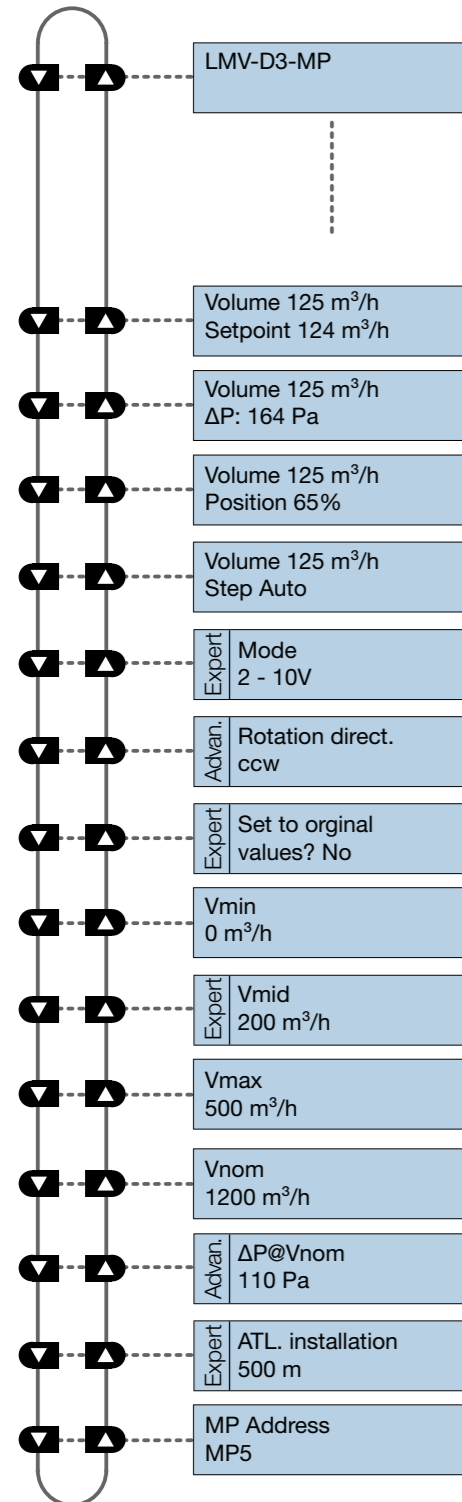 LMV-D3-MP
Volume 125 m³/h
Setpoint 124 m³/h
Volume 125 m³/h
ΔP: 164 Pa
Volume 125 m³/h
Position 65%
Volume 125 m³/h
Step Auto
Expert
Mode
2 - 10V
Advan.
Rotation direct.
ccw
Expert
Set to orginal
values? No
Vmin
0 m³/h
Expert
Vmid
200 m³/h
Vmax
500 m³/h
Vnom
1200 m³/h
Advan.
ΔP@Vnom
110 Pa
Expert
ATL. installation
500 m
MP Address
MP5